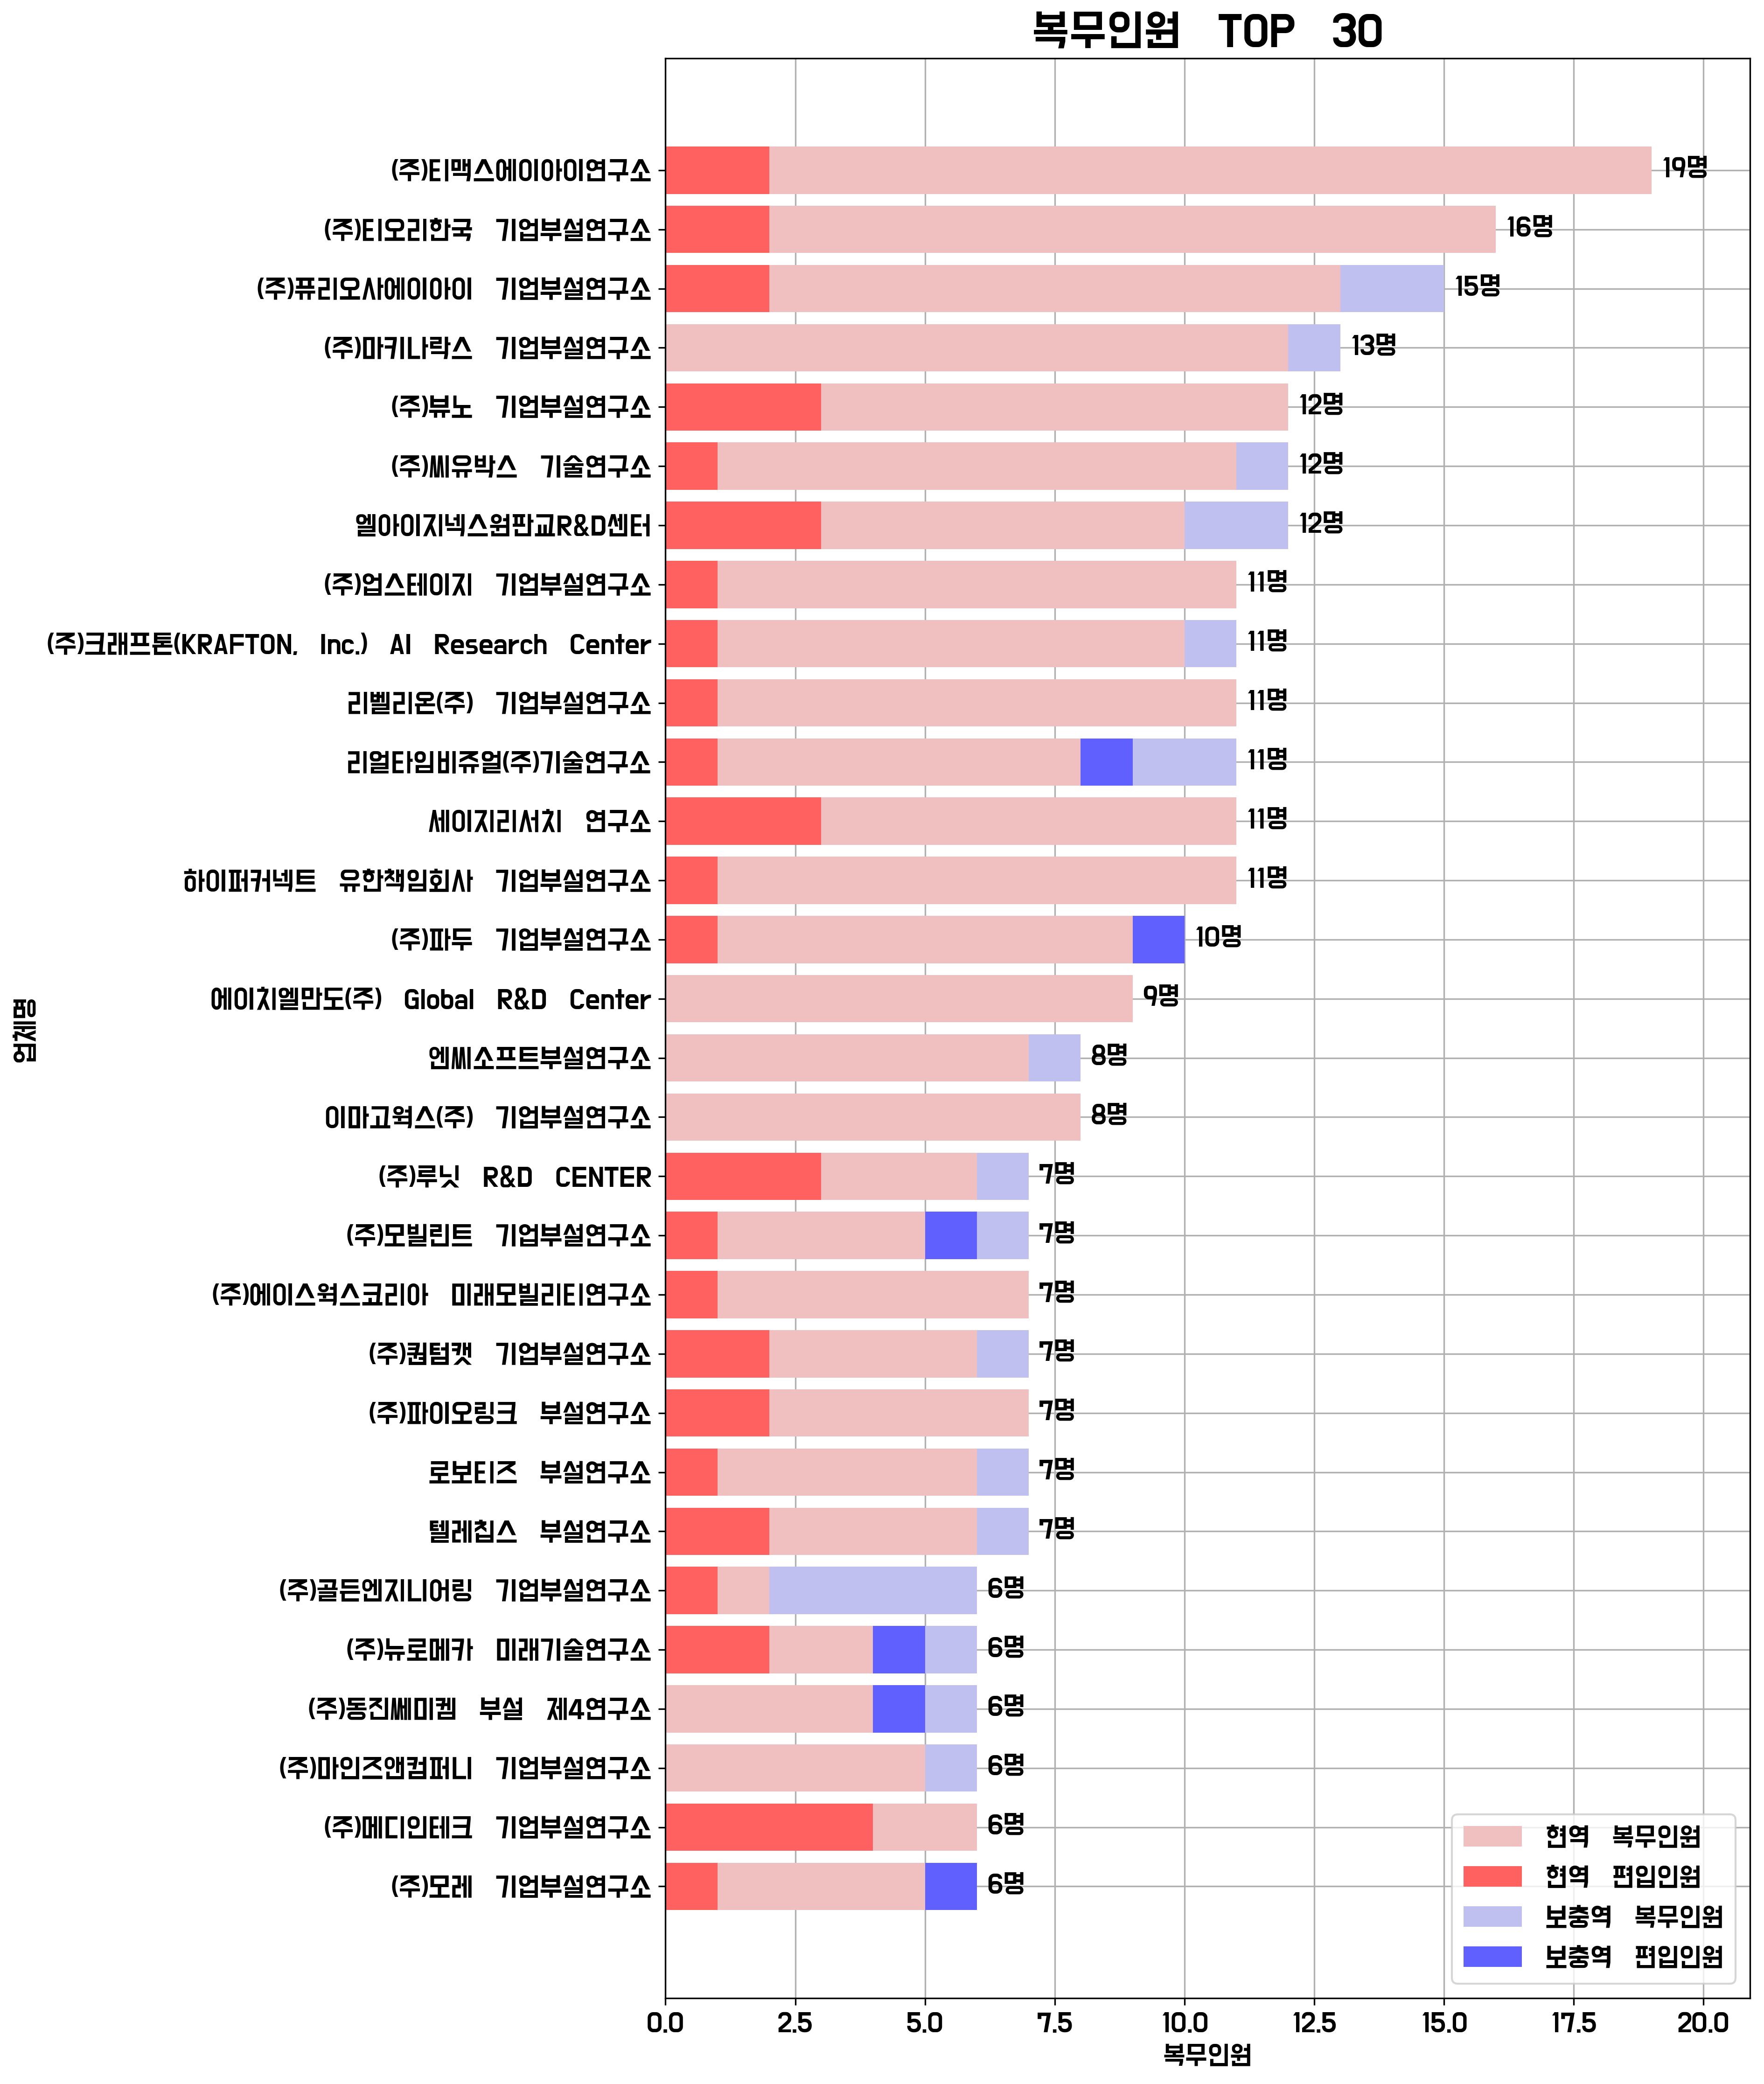 복무인원 TOP 30
(주)티맥스에이아이연구소 19명
(주)티오리한국 기업부설연구소 16명
(주)퓨리오사에이아이 기업부설연구소 15명
(주)마키나락스 기업부설연구소 13명
(주)뷰노 기업부설연구소 12명
(주)씨유박스 기술연구소 12명
엘아이지넥스원판교R&D센터 12명
(주)업스테이지 기업부설연구소 11명
(주)크래프톤(KRAFTON, Inc.) AI Research Center 11명
리벨리온(주) 기업부설연구소 11명
리얼타임비쥬얼(주)기술연구소 11명
세이지리서치 연구소 11명
하이퍼커넥트 유한책임회사 기업부설연구소 11명
(주)파두 기업부설연구소 10명
에이치엘만도(주) Global R&D Center 9명
엔씨소프트부설연구소 8명
이마고웍스(주) 기업부설연구소 8명
(주)루닛 R&D CENTER 7명
(주)모빌린트 기업부설연구소 7명
(주)에이스웍스코리아 미래모빌리티연구소 7명
(주)퀀텀캣 기업부설연구소 7명
(주)파이오링크 부설연구소 7명
로보티즈 부설연구소 7명
텔레칩스 부설연구소 7명
(주)골든엔지니어링 기업부설연구소 6명
(주)뉴로메카 미래기술연구소 6명
(주)동진쎄미켐 부설 제4연구소 6명
(주)마인즈앤컴퍼니 기업부설연구소 6명
(주)메디인테크 기업부설연구소 6명
(주)모레 기업부설연구소 6명
업체명
현역 복무인원
현역 편입인원
보충역 복무인원
보충역 편입인원
0.0 2.5 5.0 7.5 10.0 12.5 15.0 17.5 20.0
복무인원